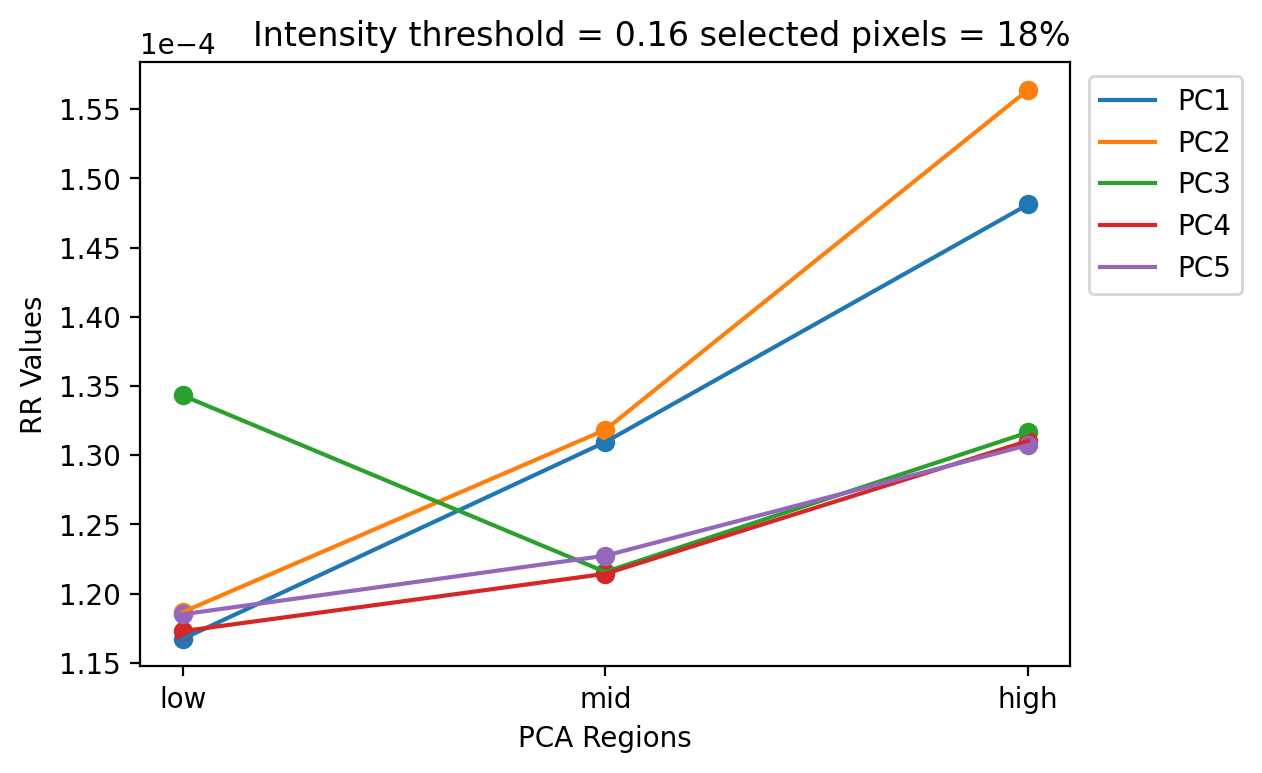 Intensity threshold = 0.16 selected pixels = 18%
1e−4
1.55
1.50
1.45
1.40
1.35
1.30
1.25
1.20
1.15
RR Values
low
mid
high
PCA Regions
PC1
PC2
PC3
PC4
PC5